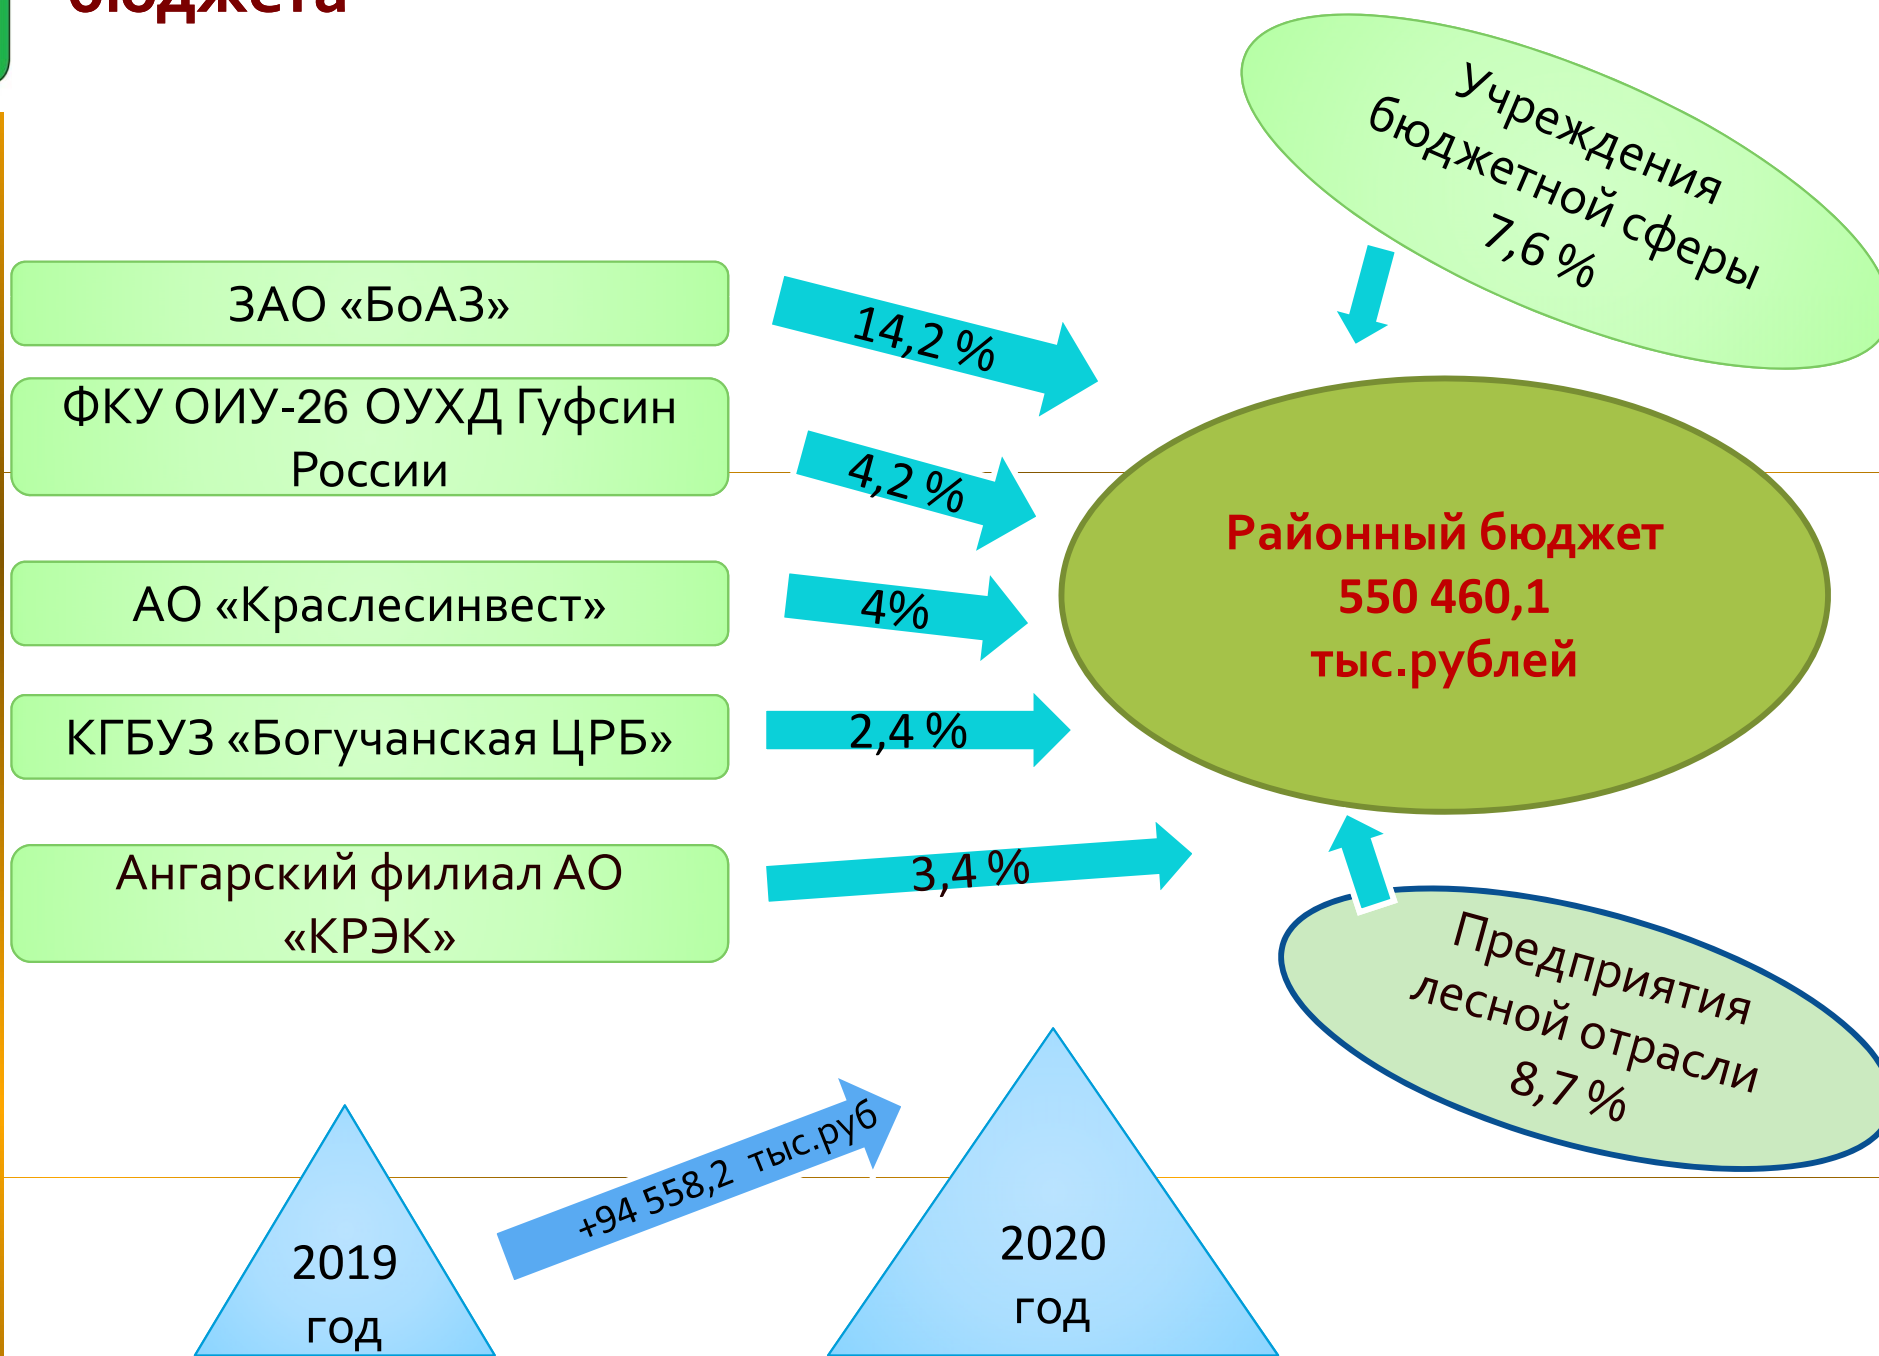 бюджета
Учреждения
бюджетной сферы
7,6 %
ЗАО «БоАЗ»
14,2 %
ФКУ ОИУ-26 ОУХД Гуфсин
России
4,2 %
АО «Краслесинвест»
4%
КГБУЗ «Богучанская ЦРБ»
2,4 %
Ангарский филиал АО
«КРЭК»
3,4 %
Районный бюджет
550 460,1
тыс.рублей
Предприятия
лесной отрасли
8,7 %
2019
год
+94 558,2 тыс.руб
2020
год